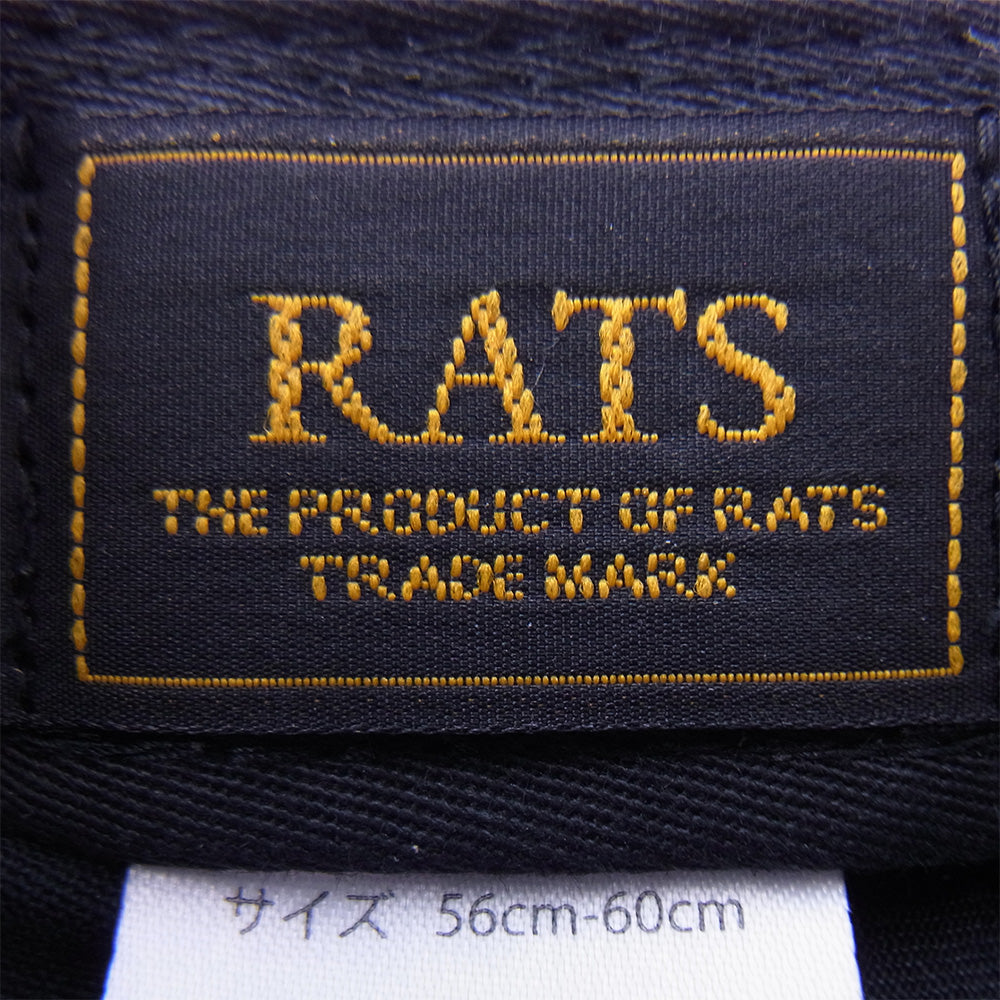 RATS
THE PRODUCT OF RATS
TRADE MARK
サイズ 56cm-60cm